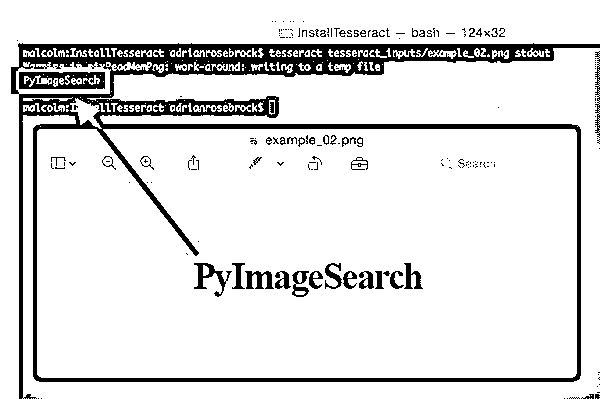 InstallTesseract — bash — 124×32
malcolm:InstallTesseract adrianrosebrock$ tesseract tesseract_inputs/example_02.png stdout
Warning in pixReadMemPng: work-around: writing to a temp file
PyImageSearch
malcolm:InstallTesseract adrianrosebrock$
example_02.png
Search
PyImageSearch